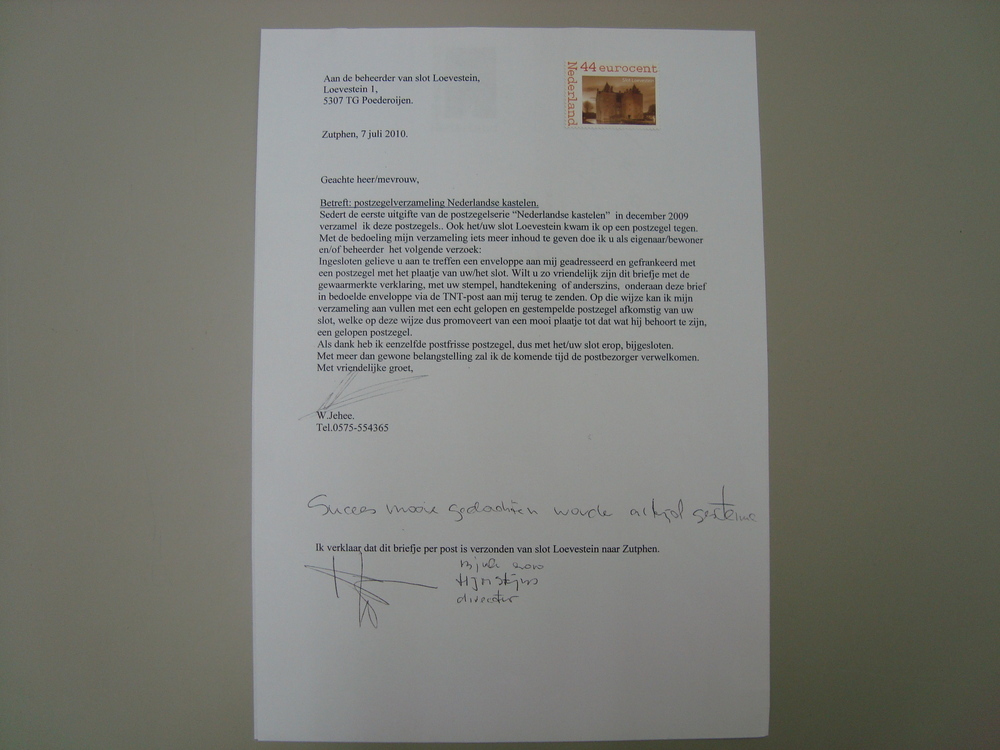 Aan de beheerder van slot Loevestein,
Loevestein 1,
5307 TG Poederoijen.
44 eurocent
Nederland
Zutphen, 7 juli 2010.
Geachte heer/mevrouw,
Betreft: postzegelverzameling Nederlandse kastelen.
Sedert de eerste uitgifte van de postzegelserie “Nederlandse kastelen” in december 2009
verzamel ik deze postzegels.. Ook het/uw slot Loevestein kwam ik op een postzegel tegen.
Met de bedoeling mijn verzameling iets meer inhoud te geven doe ik u als eigenaar/bewoner
en/of beheerder het volgende verzoek:
Ingesloten gelieve u aan te treffen een enveloppe aan mij geadresseerd en gefrankeerd met
een postzegel met het plaatje van uw/het slot. Wilt u zo vriendelijk zijn dit briefje met de
gewaarmerkte verklaring, met uw stempel, handtekening of anderszins, onderaan deze brief
in bedoelde enveloppe via de TNT-post aan mij terug te zenden. Op die wijze kan ik mijn
verzameling aan vullen met een echt gelopen en gestempelde postzegel afkomstig van uw
slot, welke op deze wijze dus promoveert van een mooi plaatje tot dat wat hij behoort te zijn,
een gelopen postzegel.
Als dank heb ik eenzelfde postfrisse postzegel, dus met het/uw slot erop, bijgesloten.
Met meer dan gewone belangstelling zal ik de komende tijd de postbezorger verwelkomen.
Met vriendelijke groet,
W.Jehee.
Tel.0575-554365
Succes mooie gedachten worde altijd
Ik verklaar dat dit briefje per post is verzonden van slot Loevestein naar Zutphen.
juli 2010
directeur